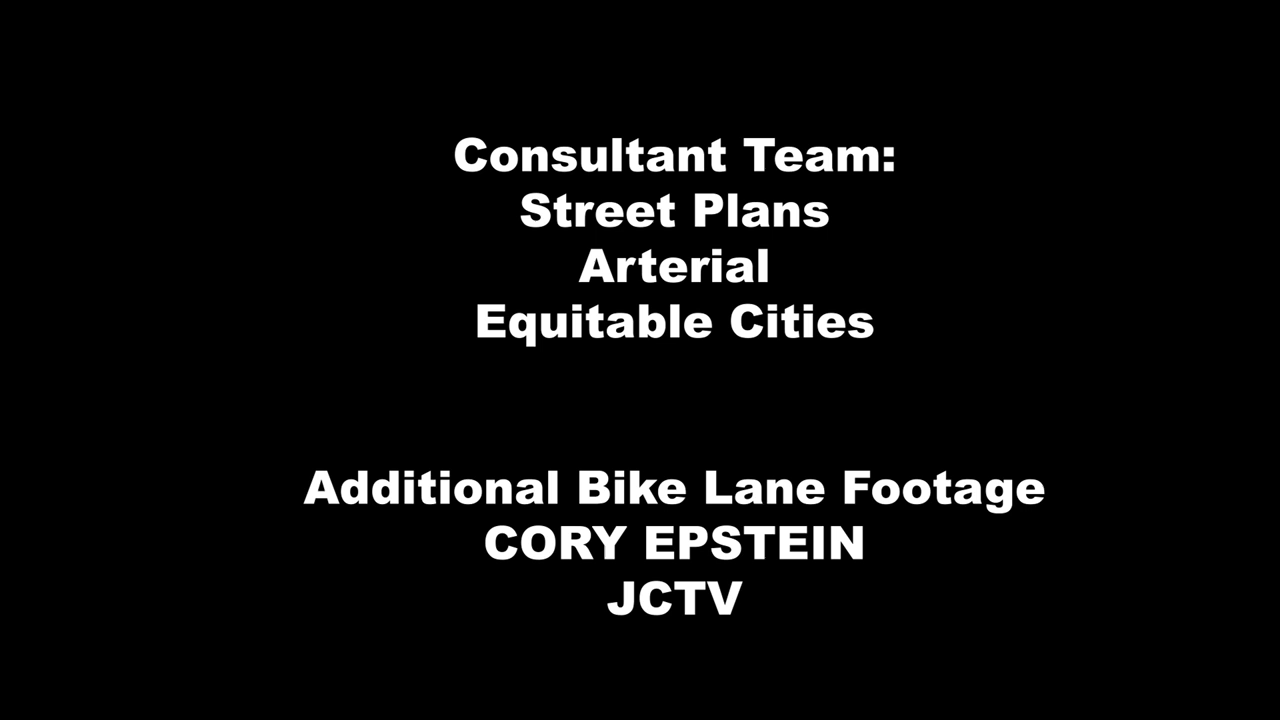 Consultant Team:
Street Plans
Arterial
Equitable Cities
Additional Bike Lane Footage
CORY EPSTEIN
JCTV